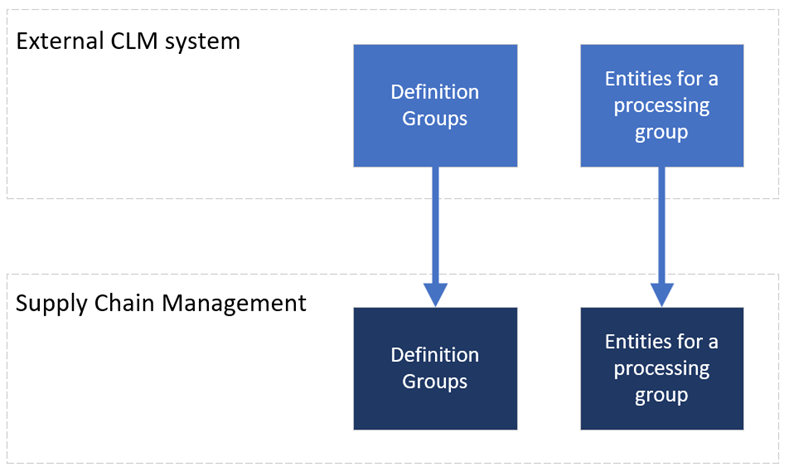 External CLM system
Definition
Groups
Entities for a
processing
group
Supply Chain Management
Definition
Groups
Entities for a
processing
group